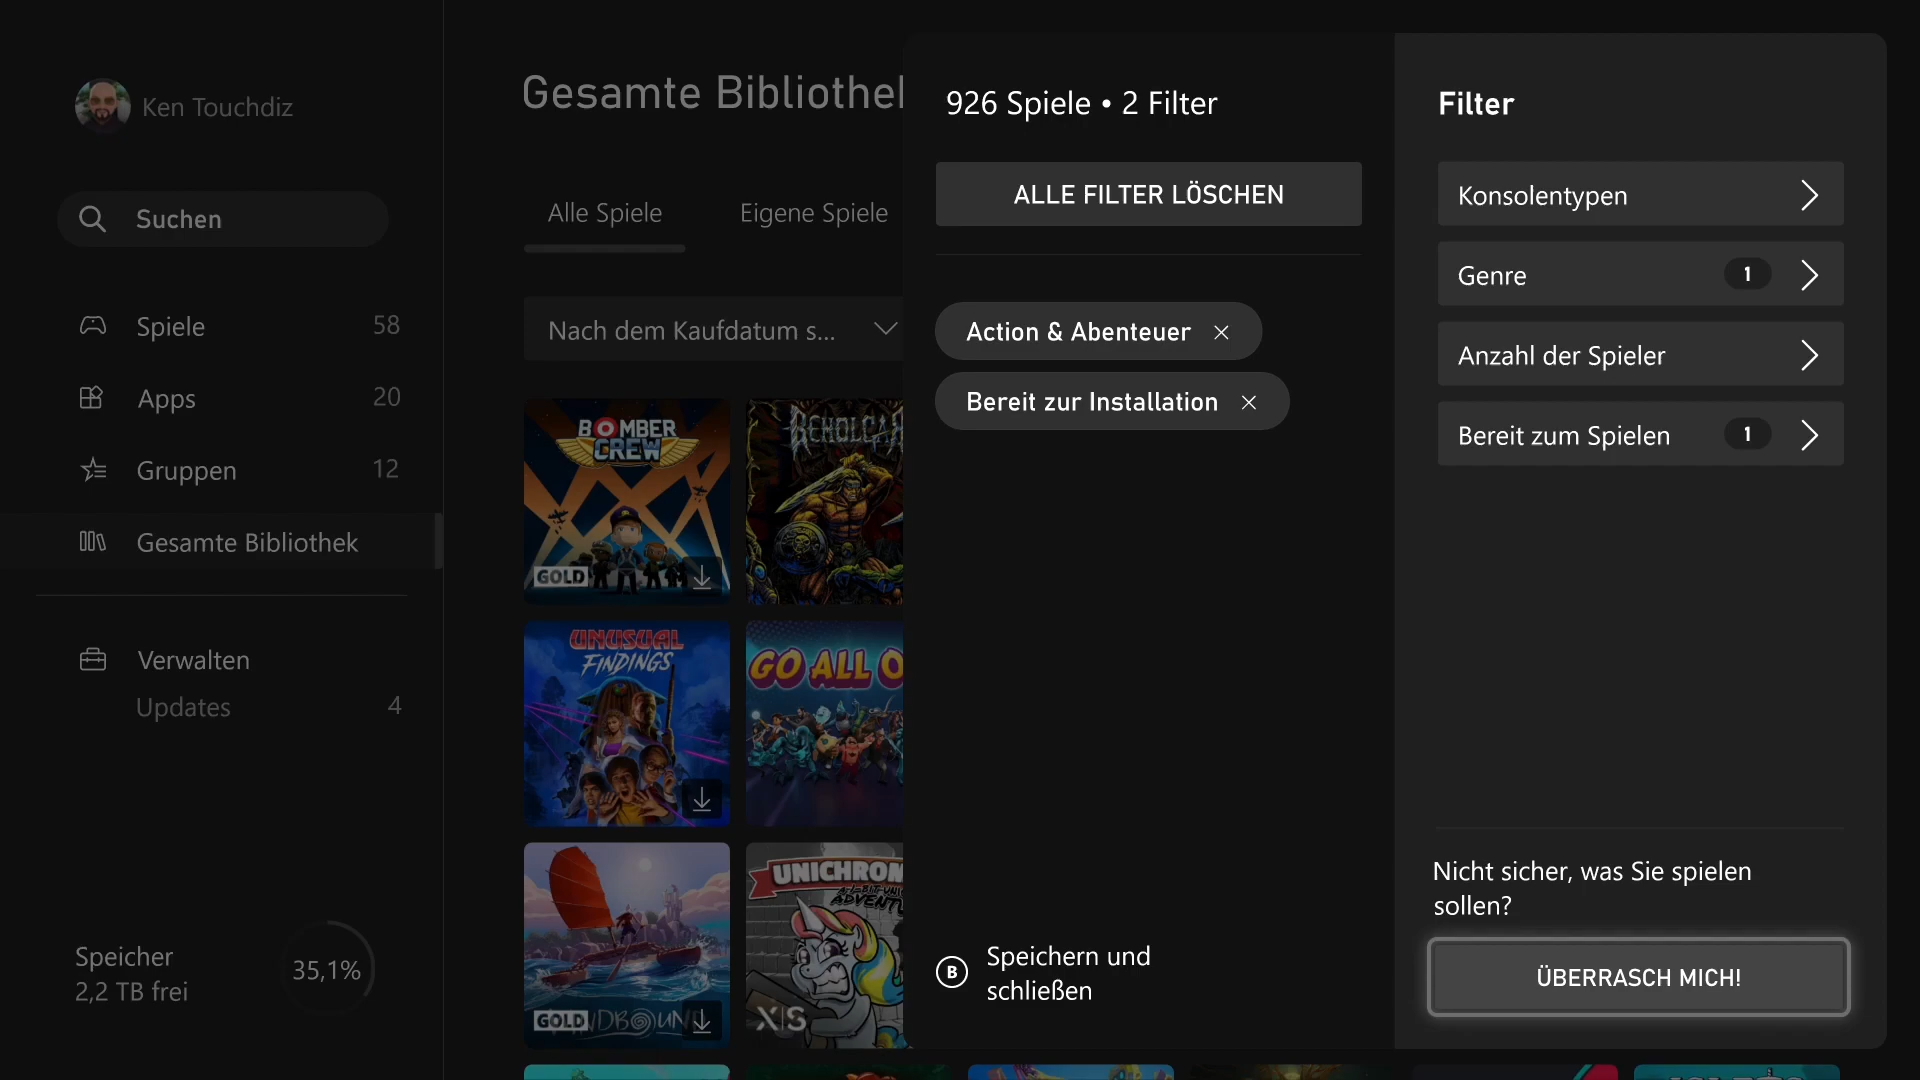 Ken Touchdiz
Suchen
Spiele 58
Apps 20
Gruppen 12
Gesamte Bibliothek
Verwalten
Updates 4
Speicher
2,2 TB frei
35,1%
Gesamte Bibliothek
Alle Spiele
Eigene Spiele
Nach dem Kaufdatum s...
BOMBER
CREW
GOLD
UNUSUAL
FINDINGS
GO ALL O
GOLD
UNICHROM
ADVENTU
X|S
926 Spiele • 2 Filter
ALLE FILTER LÖSCHEN
Action & Abenteuer
Bereit zur Installation
B Speichern und
schließen
Filter
Konsolentypen
Genre 1
Anzahl der Spieler
Bereit zum Spielen 1
Nicht sicher, was Sie spielen
sollen?
ÜBERRASCH MICH!